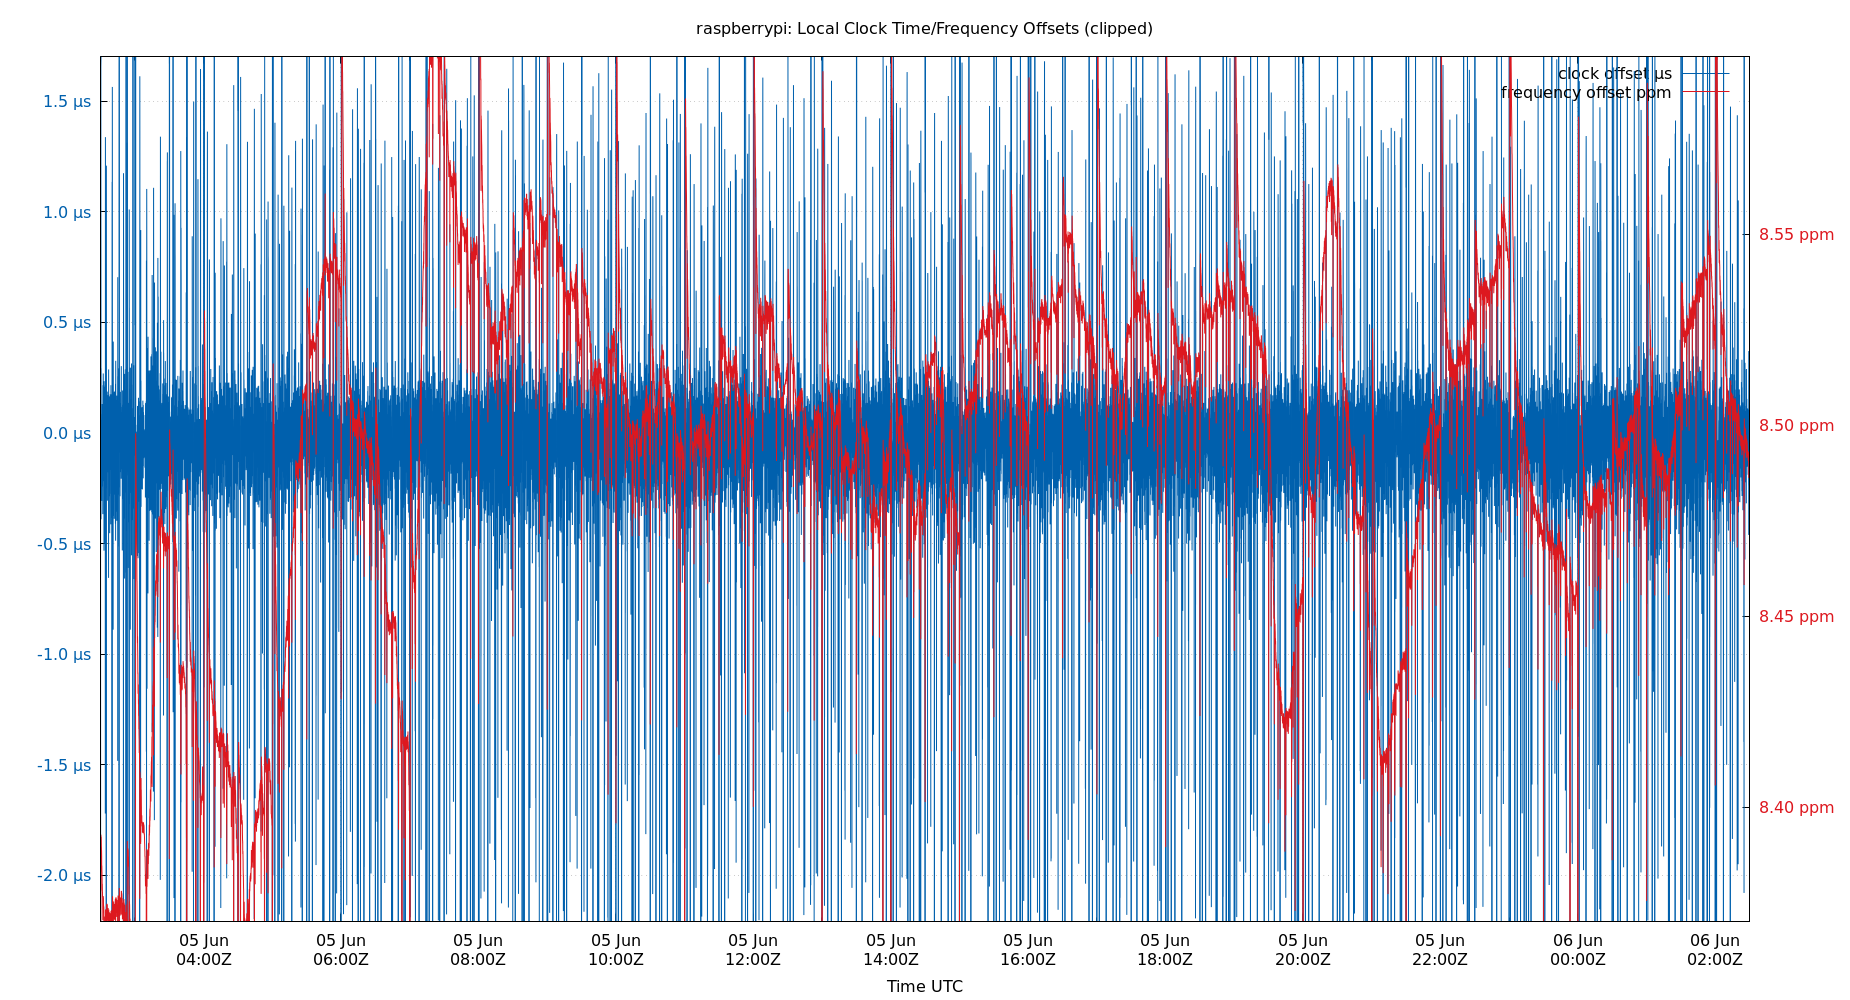 raspberrypi: Local Clock Time/Frequency Offsets (clipped)
clock offset µs
frequency offset ppm
1.5 µs
1.0 µs
0.5 µs
0.0 µs
-0.5 µs
-1.0 µs
-1.5 µs
-2.0 µs
8.55 ppm
8.50 ppm
8.45 ppm
8.40 ppm
05 Jun 05 Jun 05 Jun 05 Jun 05 Jun 05 Jun 05 Jun 05 Jun 05 Jun 05 Jun 06 Jun 06 Jun
04:00Z 06:00Z 08:00Z 10:00Z 12:00Z 14:00Z 16:00Z 18:00Z 20:00Z 22:00Z 00:00Z 02:00Z
Time UTC